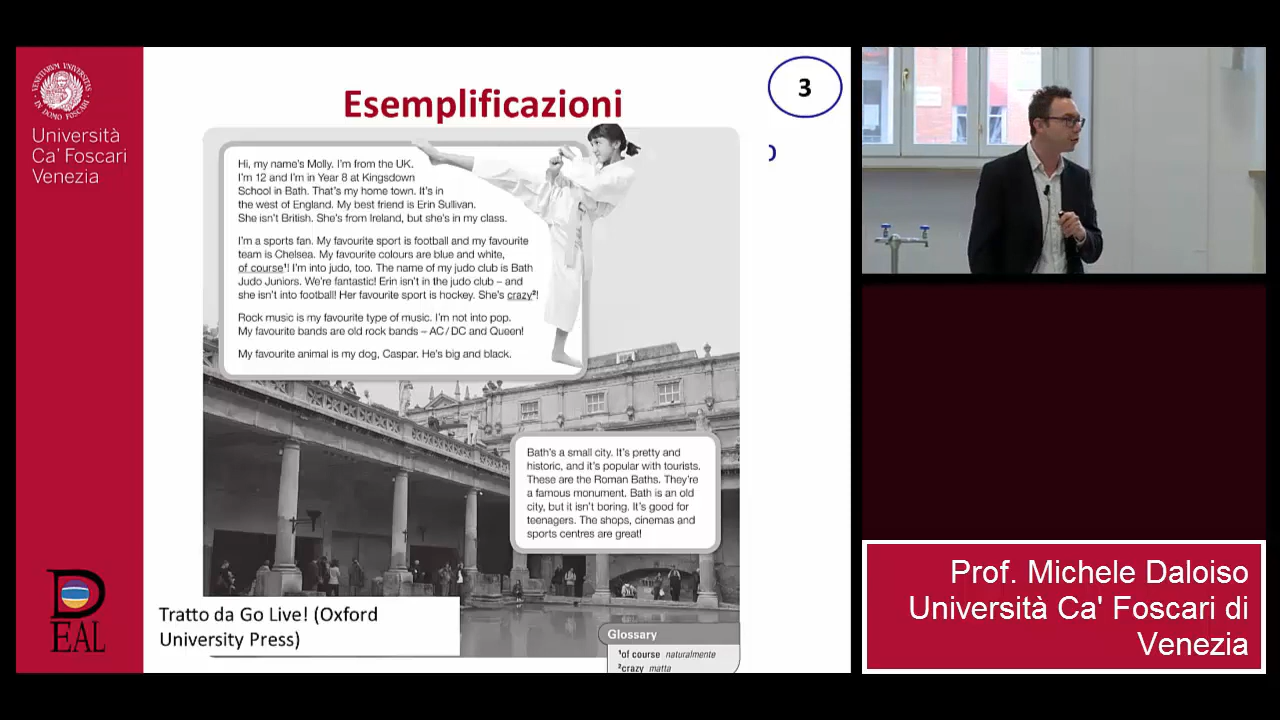 VENETIARVM VNIVERSITAS
IN DOMO FOSCARI
Università
Ca' Foscari
Venezia
DEAL
Esemplificazioni
3
Hi, my name's Molly. I'm from the UK.
I'm 12 and I'm in Year 8 at Kingsdown
School in Bath. That's my home town. It's in
the west of England. My best friend is Erin Sullivan.
She isn't British. She's from Ireland, but she's in my class.
I'm a sports fan. My favourite sport is football and my favourite
team is Chelsea. My favourite colours are blue and white,
of course¹! I'm into judo, too. The name of my judo club is Bath
Judo Juniors. We're fantastic! Erin isn't in the judo club – and
she isn't into football! Her favourite sport is hockey. She's crazy²!
Rock music is my favourite type of music. I'm not into pop.
My favourite bands are old rock bands – AC/DC and Queen!
My favourite animal is my dog, Caspar. He's big and black.
Bath's a small city. It's pretty and
historic, and it's popular with tourists.
These are the Roman Baths. They're
a famous monument. Bath is an old
city, but it isn't boring. It's good for
teenagers. The shops, cinemas and
sports centres are great!
Tratto da Go Live! (Oxford
University Press)
Glossary
¹of course naturalmente
²crazy matta
Prof. Michele Daloiso
Università Ca' Foscari di
Venezia